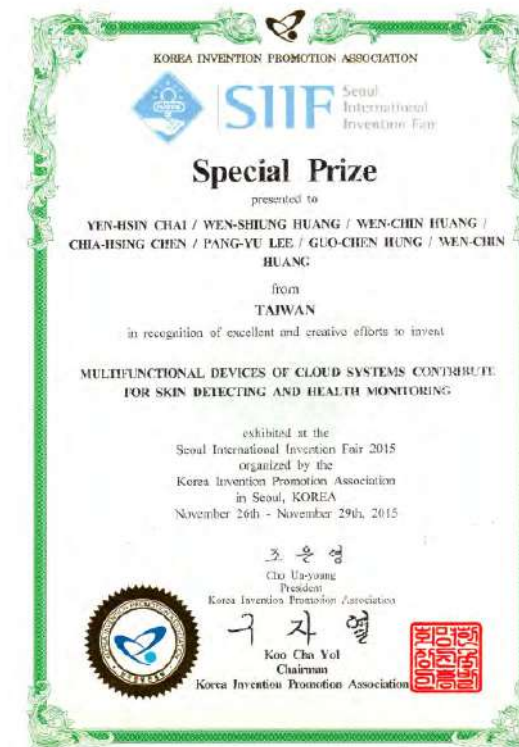 KOREA INVENTION PROMOTION ASSOCIATION
SIIF
Seoul
International
Invention Fair
Special Prize
presented to
YEN-HSIN CHAI / WEN-SHIUNG HUANG / WEN-CHIN HUANG /
CHIA-HSING CHEN / PANG-YU LEE / GUO-CHEN HUNG / WEN-CHIN
HUANG
from
TAIWAN
in recognition of excellent and creative efforts to invent
MULTIFUNCTIONAL DEVICES OF CLOUD SYSTEMS CONTRIBUTE
FOR SKIN DETECTING AND HEALTH MONITORING
exhibited at the
Seoul International Invention Fair 2015
organized by the
Korea Invention Promotion Association
in Seoul, KOREA
November 26th - November 29th, 2015
조은영
Cho Un-young
President
Korea Invention Promotion Association
구자열
Koo Cha Yol
Chairman
Korea Invention Promotion Association